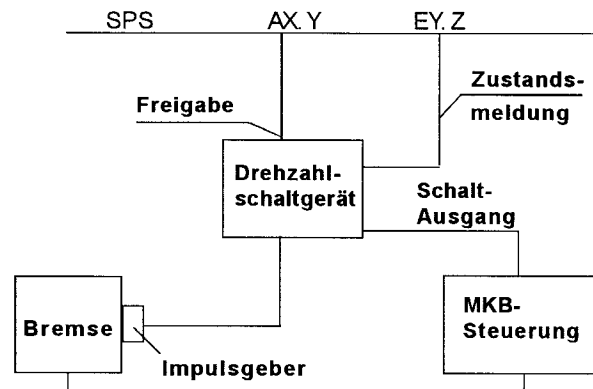 SPS AX.Y EY.Z
Zustands-
meldung
Freigabe
Drehzahl-
schaltgerät
Schalt-
Ausgang
Bremse
Impulsgeber
MKB-
Steuerung